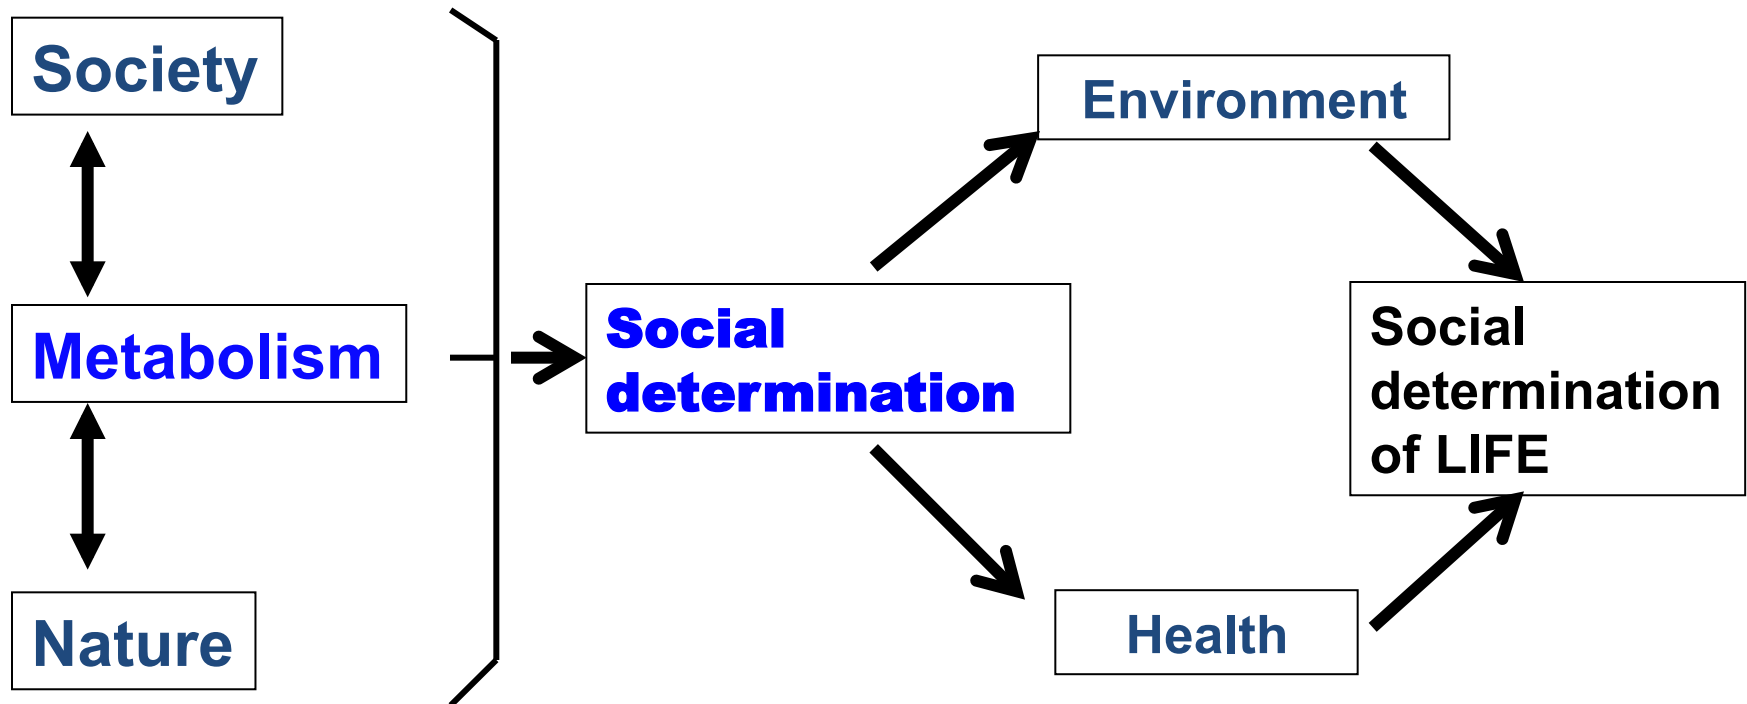 Society
Metabolism
Nature
Social
determination
Environment
Health
Social
determination
of LIFE